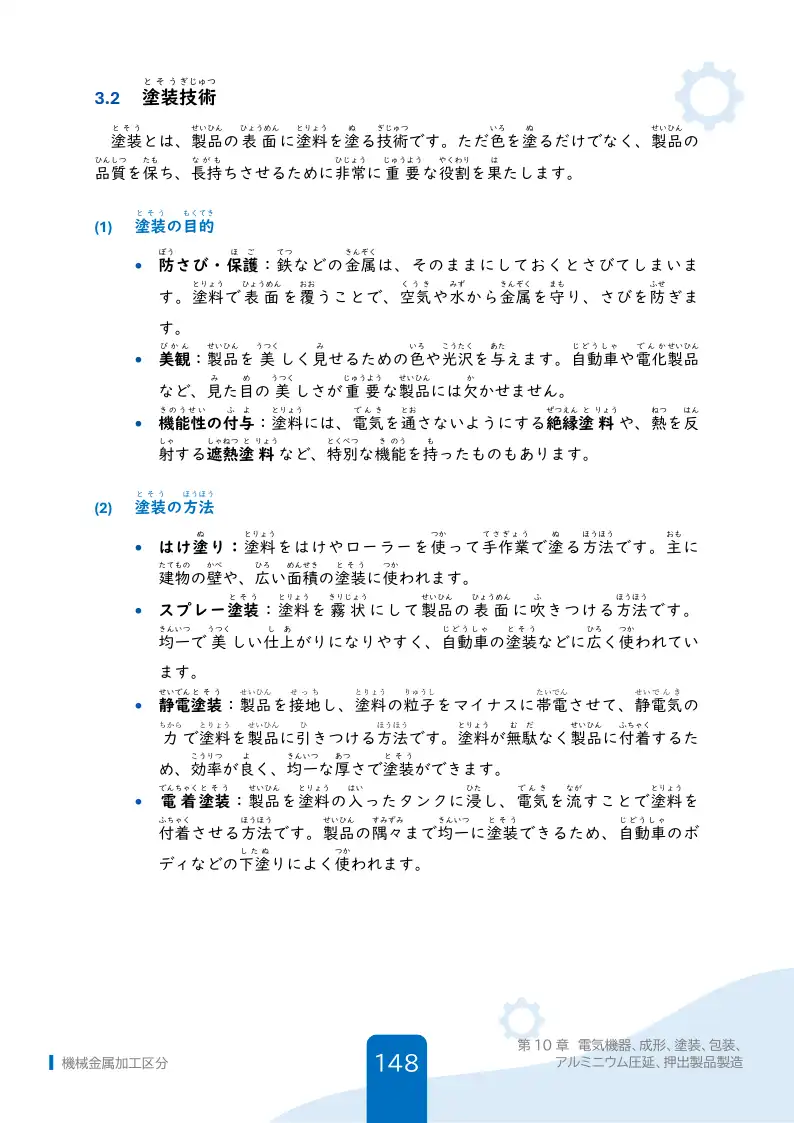 3.2 塗装技術
塗装とは、製品の表面に塗料を塗る技術です。ただ色を塗るだけでなく、製品の
品質を保ち、長持ちさせるために非常に重要な役割を果たします。
(1) 塗装の目的
• 防さび・保護：鉄などの金属は、そのままにしておくとさびてしまいま
す。塗料で表面を覆うことで、空気や水から金属を守り、さびを防ぎま
す。
• 美観：製品を美しく見せるための色や光沢を与えます。自動車や電化製品
など、見た目の美しさが重要な製品には欠かせません。
• 機能性の付与：塗料には、電気を通さないようにする絶縁塗料や、熱を反
射する遮熱塗料など、特別な機能を持ったものもあります。
(2) 塗装の方法
• はけ塗り：塗料をはけやローラーを使って手作業で塗る方法です。主に
建物の壁や、広い面積の塗装に使われます。
• スプレー塗装：塗料を霧状にして製品の表面に吹きつける方法です。
均一で美しい仕上がりになりやすく、自動車の塗装などに広く使われてい
ます。
• 静電塗装：製品を接地し、塗料の粒子をマイナスに帯電させて、静電気の
力で塗料を製品に引きつける方法です。塗料が無駄なく製品に付着するた
め、効率が良く、均一な厚さで塗装ができます。
• 電着塗装：製品を塗料の入ったタンクに浸し、電気を流すことで塗料を
付着させる方法です。製品の隅々まで均一に塗装できるため、自動車のボ
ディなどの下塗りによく使われます。
機械金属加工区分
148
第10章 電気機器、成形、塗装、包装、
アルミニウム圧延、押出製品製造